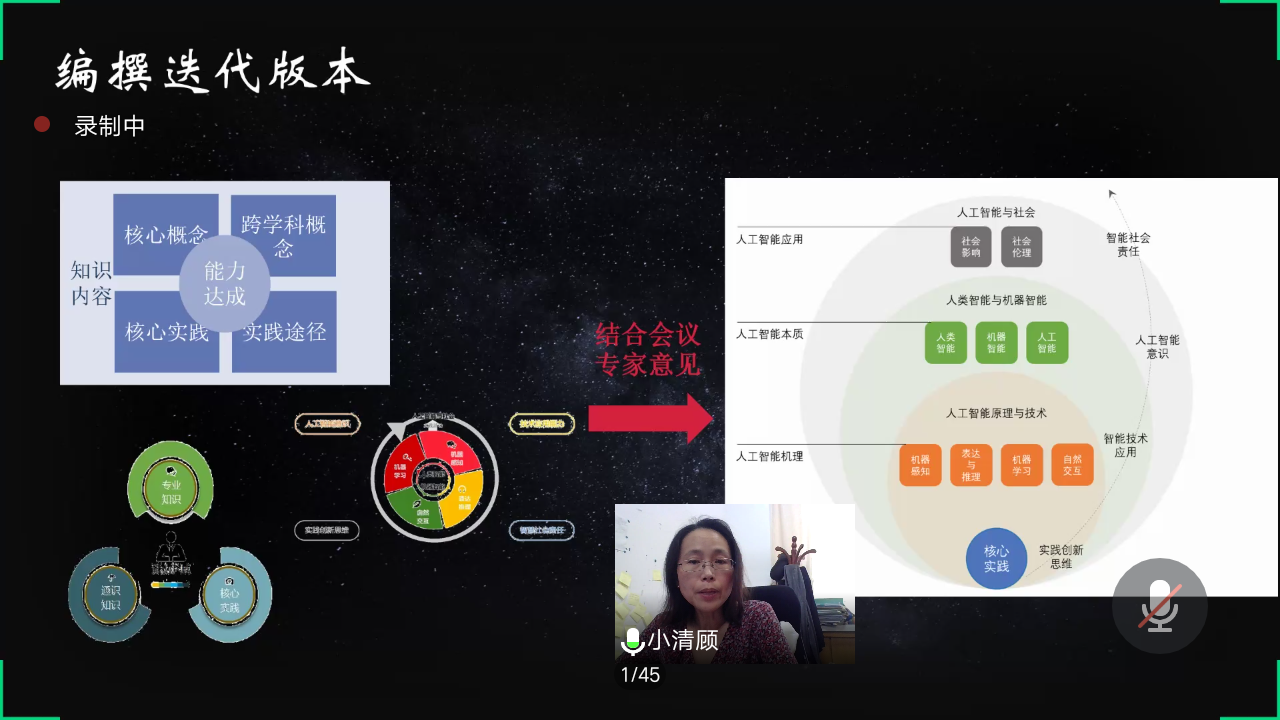 编撰迭代版本
录制中
核心概念
跨学科概
念
知识
内容
能力
达成
核心实践
实践途径
专业
知识
通识
知识
核心
实践
机器
学习
机器
感知
自然
交互
实践创新思维
结合会议
专家意见
人工智能与社会
人工智能应用
社会
影响
社会
伦理
智能社会
责任
人类智能与机器智能
人工智能本质
人类
智能
机器
智能
人工
智能
人工智能
意识
人工智能原理与技术
人工智能机理
机器
感知
表达
与
推理
机器
学习
自然
交互
智能技术
应用
核心
实践
实践创新
思维
小清顾
1/45